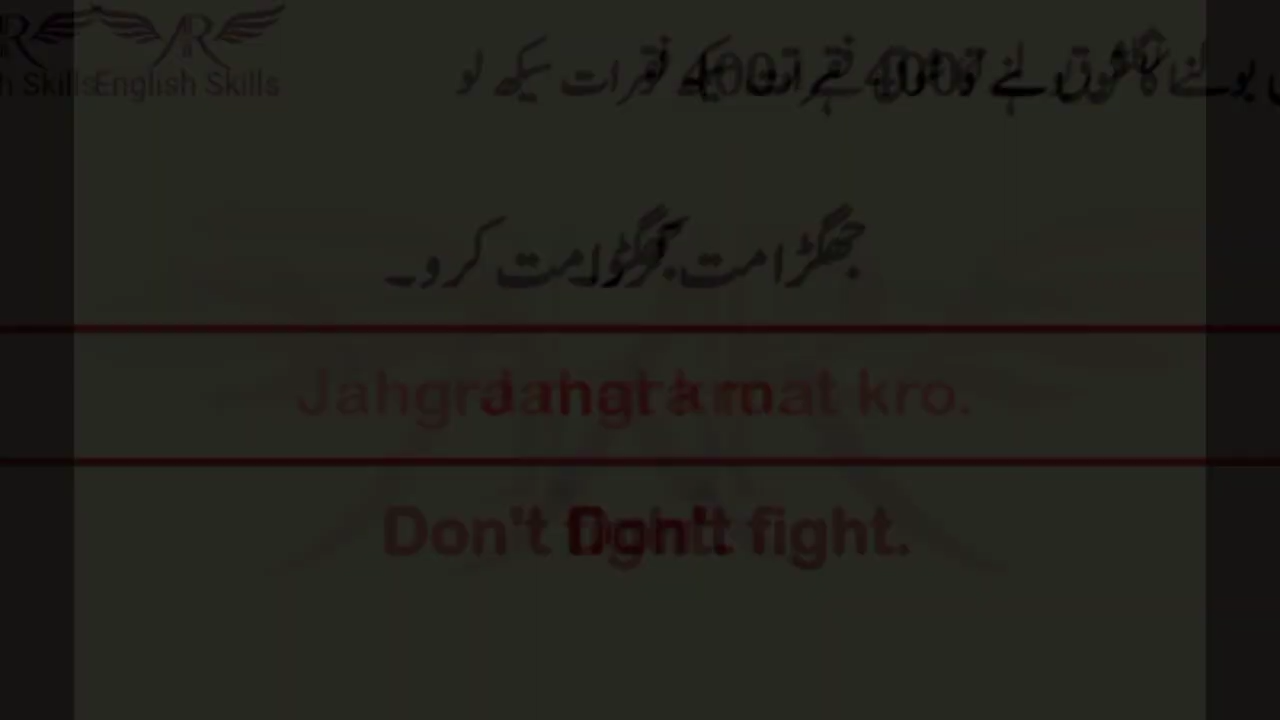 English Skills
بولنے کا شوق ہے تو 400 فقرات سیکھ لو
جھگڑا مت کرو۔
Jahgra mat kro.
Don't fight.